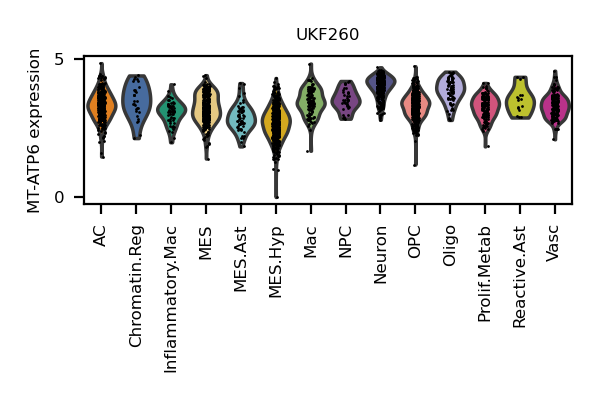 UKF260
MT-ATP6 expression
5
0
AC
Chromatin.Reg
Inflammatory.Mac
MES
MES.Ast
MES.Hyp
Mac
NPC
Neuron
OPC
Oligo
Prolif.Metab
Reactive.Ast
Vasc